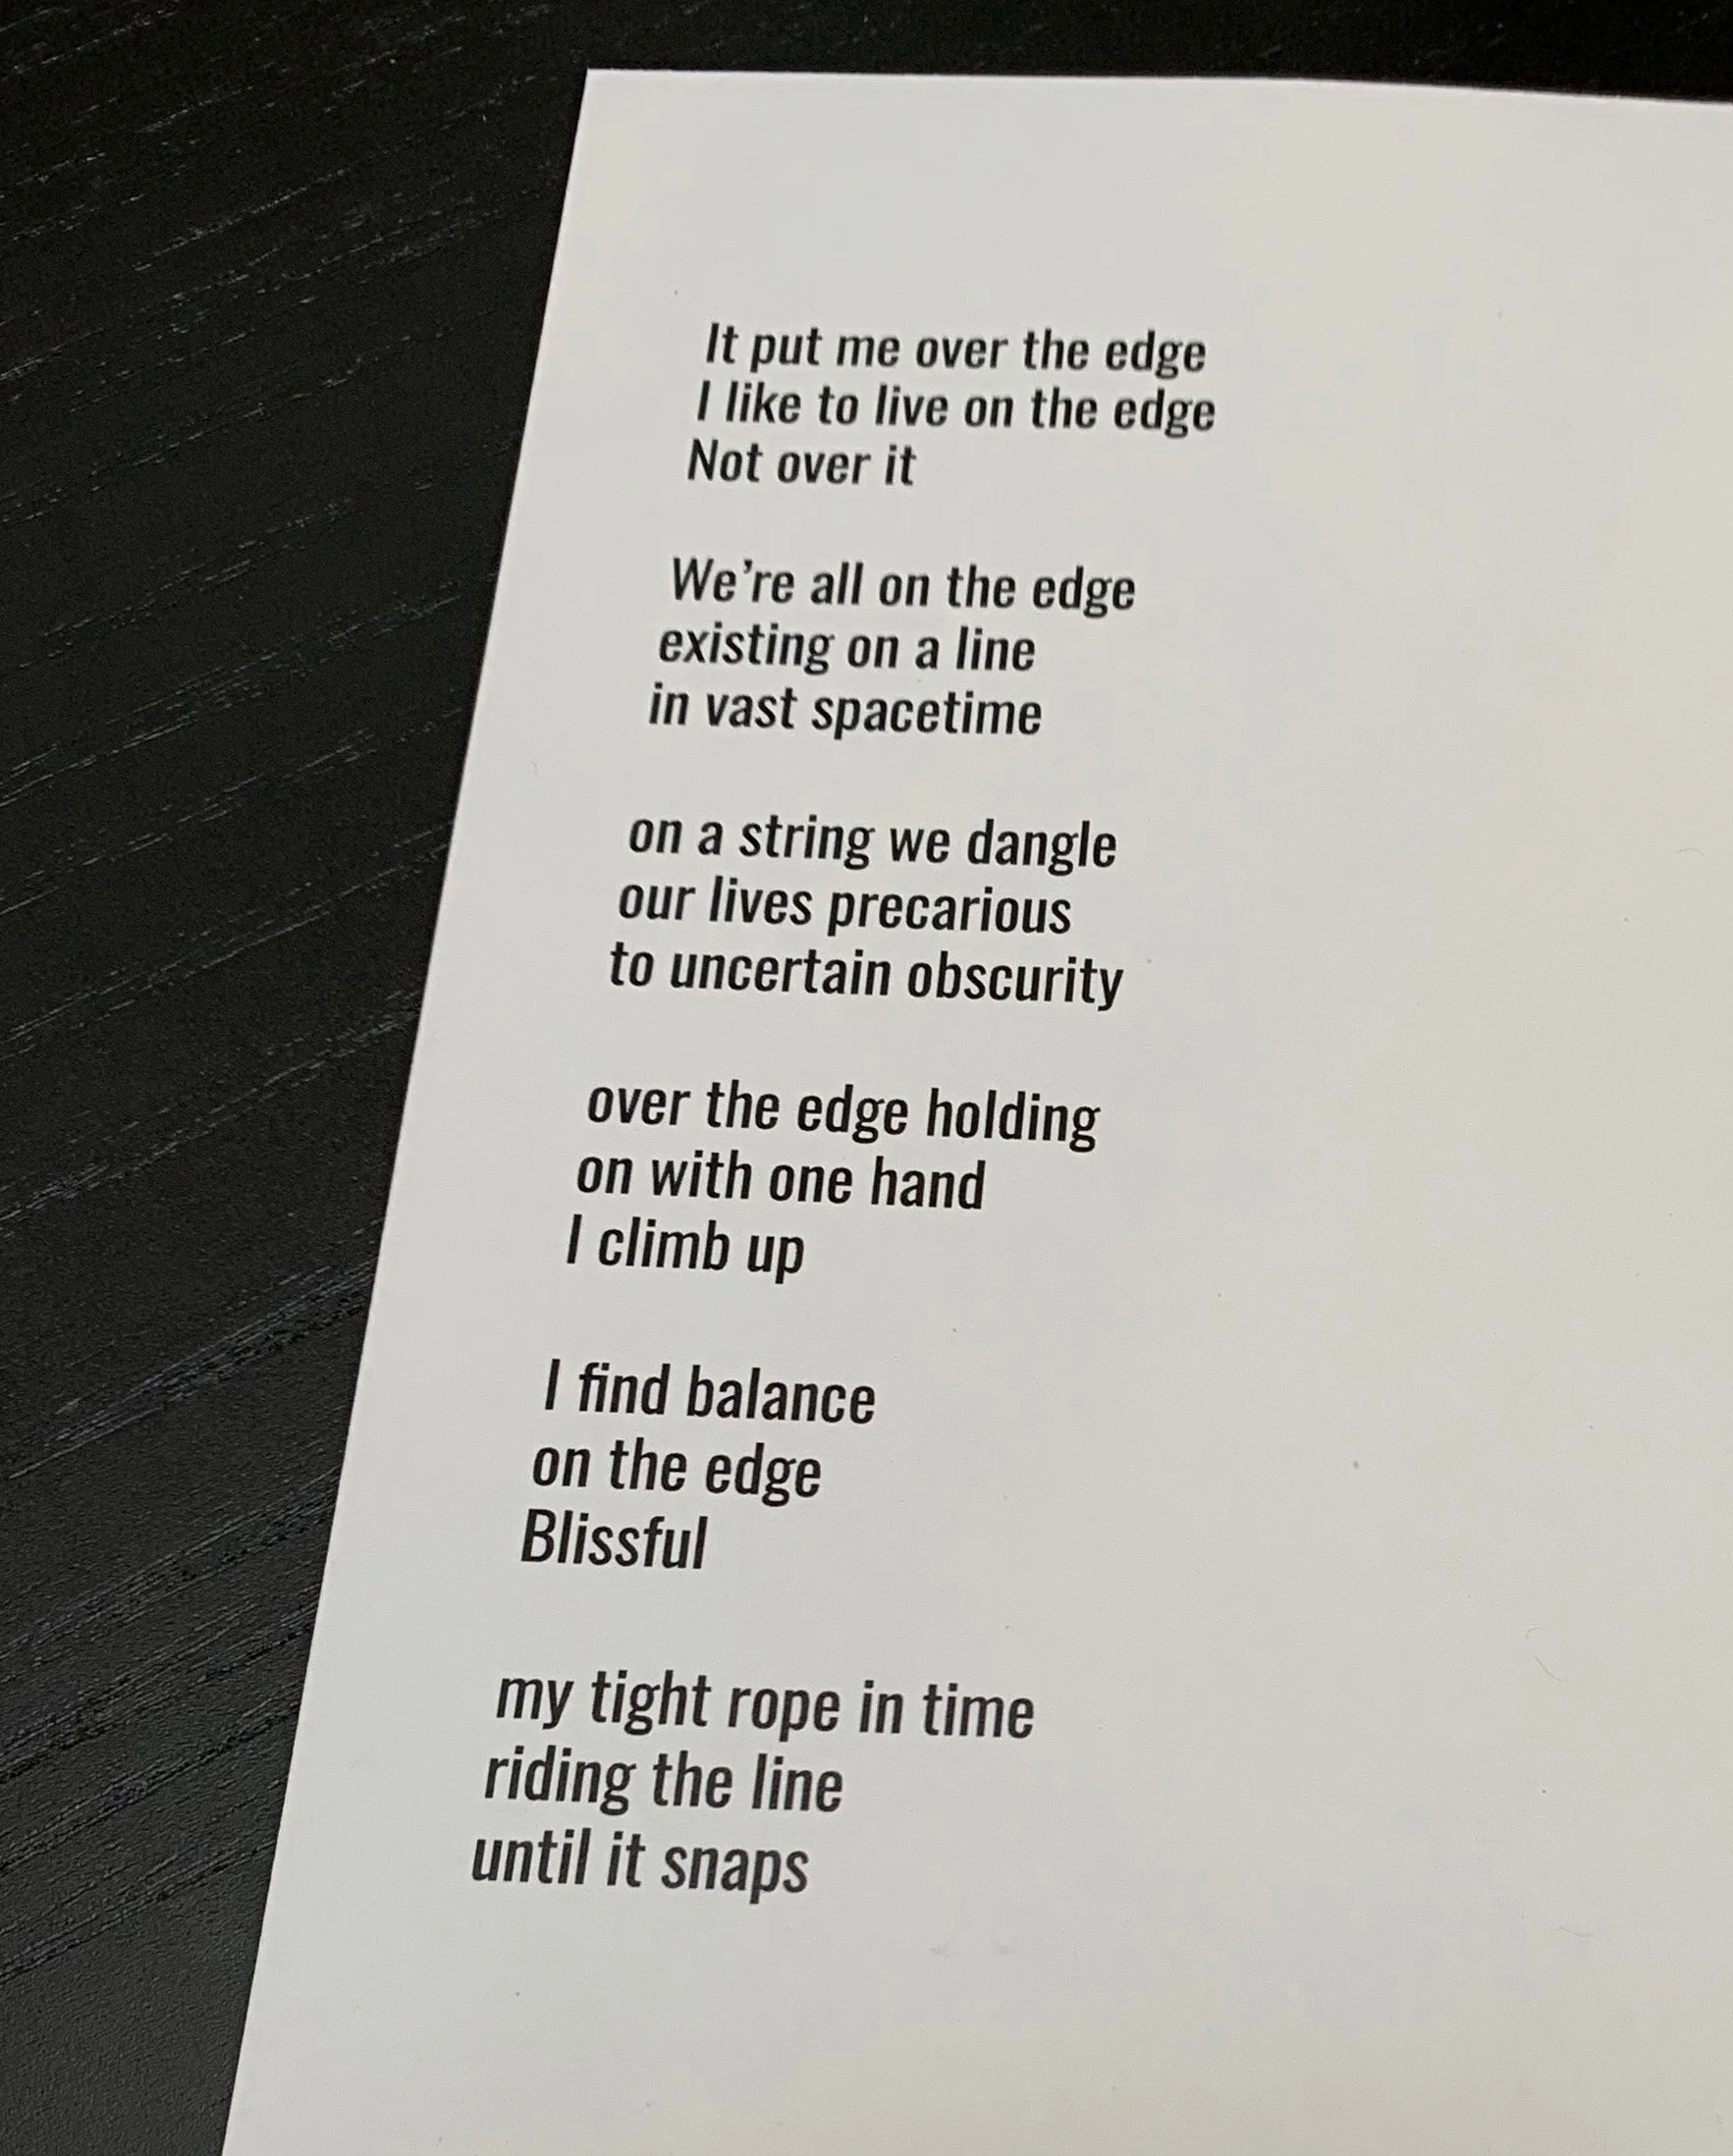 It put me over the edge
I like to live on the edge
Not over it
We’re all on the edge
existing on a line
in vast spacetime
on a string we dangle
our lives precarious
to uncertain obscurity
over the edge holding
on with one hand
I climb up
I find balance
on the edge
Blissful
my tight rope in time
riding the line
until it snaps